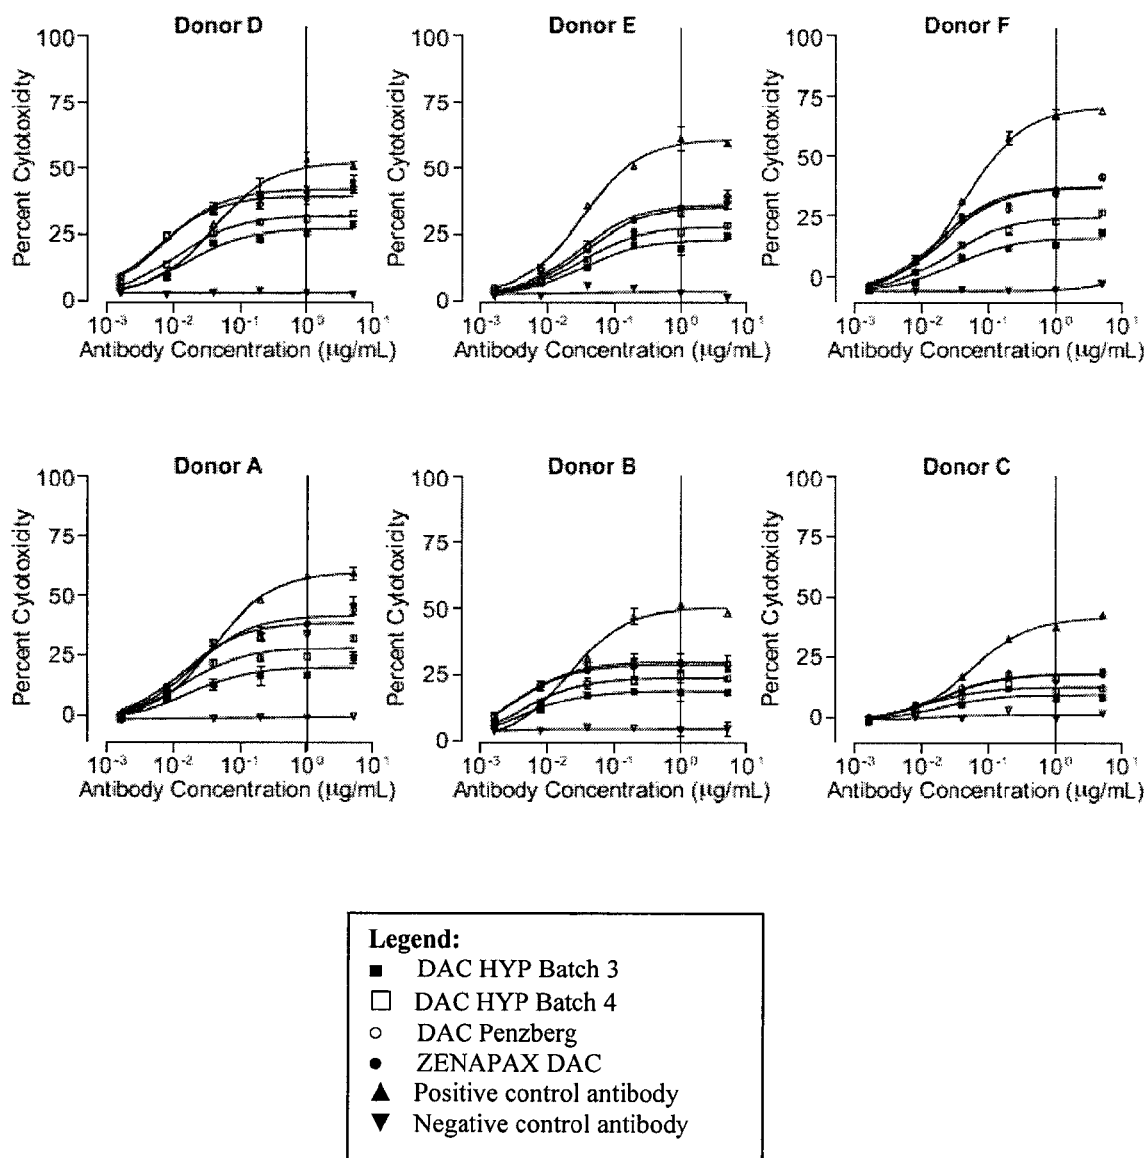 Donor D
Donor E
Donor F
Percent Cytotoxicity
100
75
50
25
0
10⁻³ 10⁻² 10⁻¹ 10⁰ 10¹
Antibody Concentration (µg/mL)
Percent Cytotoxicity
100
75
50
25
0
10⁻³ 10⁻² 10⁻¹ 10⁰ 10¹
Antibody Concentration (µg/mL)
Percent Cytotoxicity
100
75
50
25
0
10⁻³ 10⁻² 10⁻¹ 10⁰ 10¹
Antibody Concentration (µg/mL)
Donor A
Donor B
Donor C
Percent Cytotoxicity
100
75
50
25
0
10⁻³ 10⁻² 10⁻¹ 10⁰ 10¹
Antibody Concentration (µg/mL)
Percent Cytotoxicity
100
75
50
25
0
10⁻³ 10⁻² 10⁻¹ 10⁰ 10¹
Antibody Concentration (µg/mL)
Percent Cytotoxicity
100
75
50
25
0
10⁻³ 10⁻² 10⁻¹ 10⁰ 10¹
Antibody Concentration (µg/mL)
Legend:
DAC HYP Batch 3
DAC HYP Batch 4
DAC Penzberg
ZENAPAX DAC
Positive control antibody
Negative control antibody